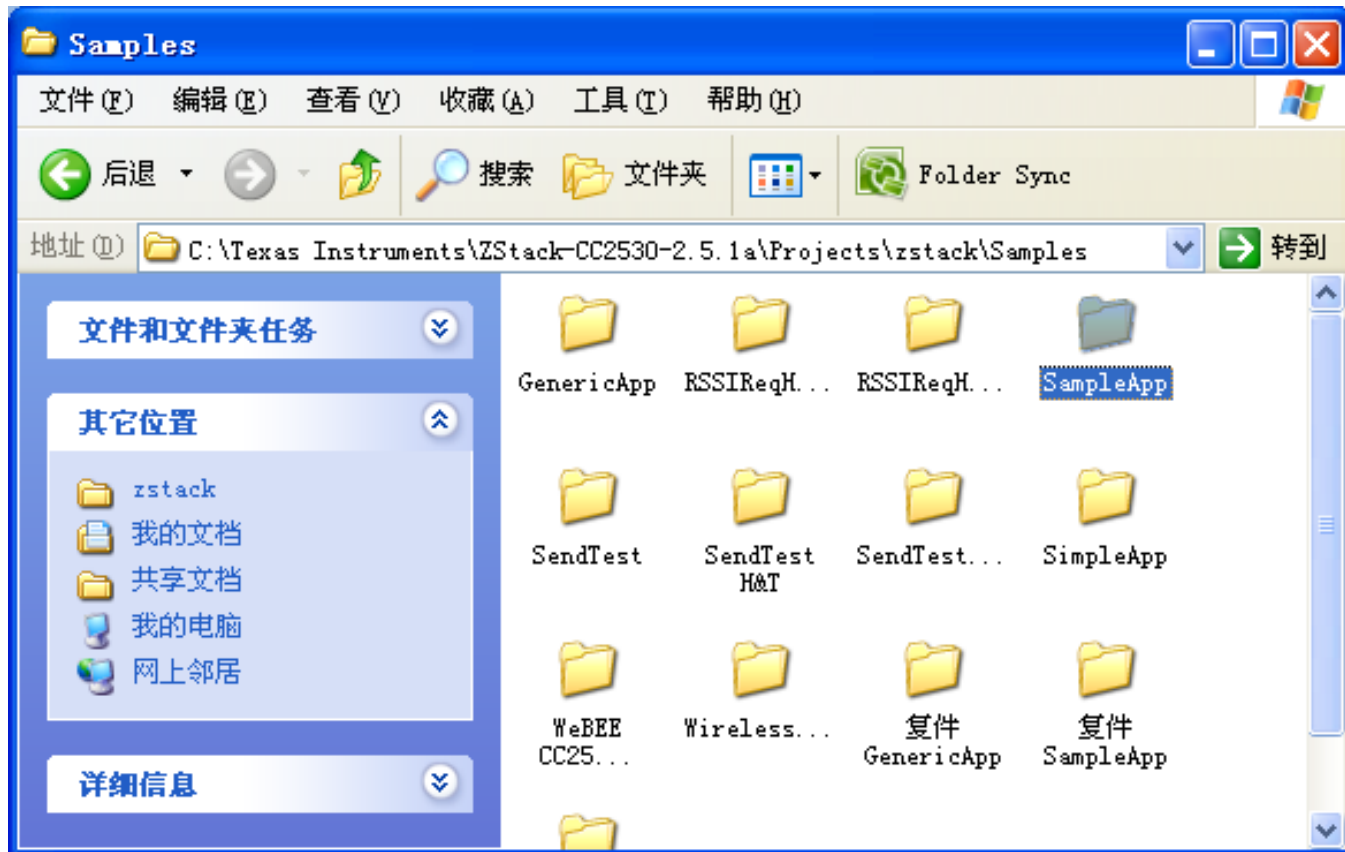 Samples
文件(F) 编辑(E) 查看(V) 收藏(A) 工具(T) 帮助(H)
后退 搜索 文件夹 Folder Sync
地址(D) C:\Texas Instruments\ZStack-CC2530-2.5.1a\Projects\zstack\Samples 转到
文件和文件夹任务
其它位置
zstack
我的文档
共享文档
我的电脑
网上邻居
详细信息
GenericApp RSSIReqH... RSSIReqH... SampleApp
SendTest SendTest SendTest... SimpleApp
H&T
WeBEE Wireless... 复件 复件
CC25... GenericApp SampleApp